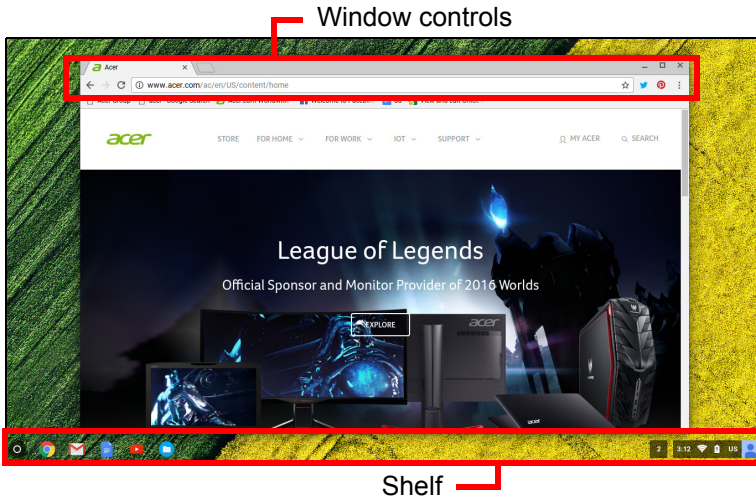 Window controls
Acer
www.acer.com/ac/en/US/content/home
acer
STORE FOR HOME FOR WORK IOT SUPPORT MY ACER SEARCH
League of Legends
Official Sponsor and Monitor Provider of 2016 Worlds
EXPLORE
acer
acer
2 3:12 US
Shelf